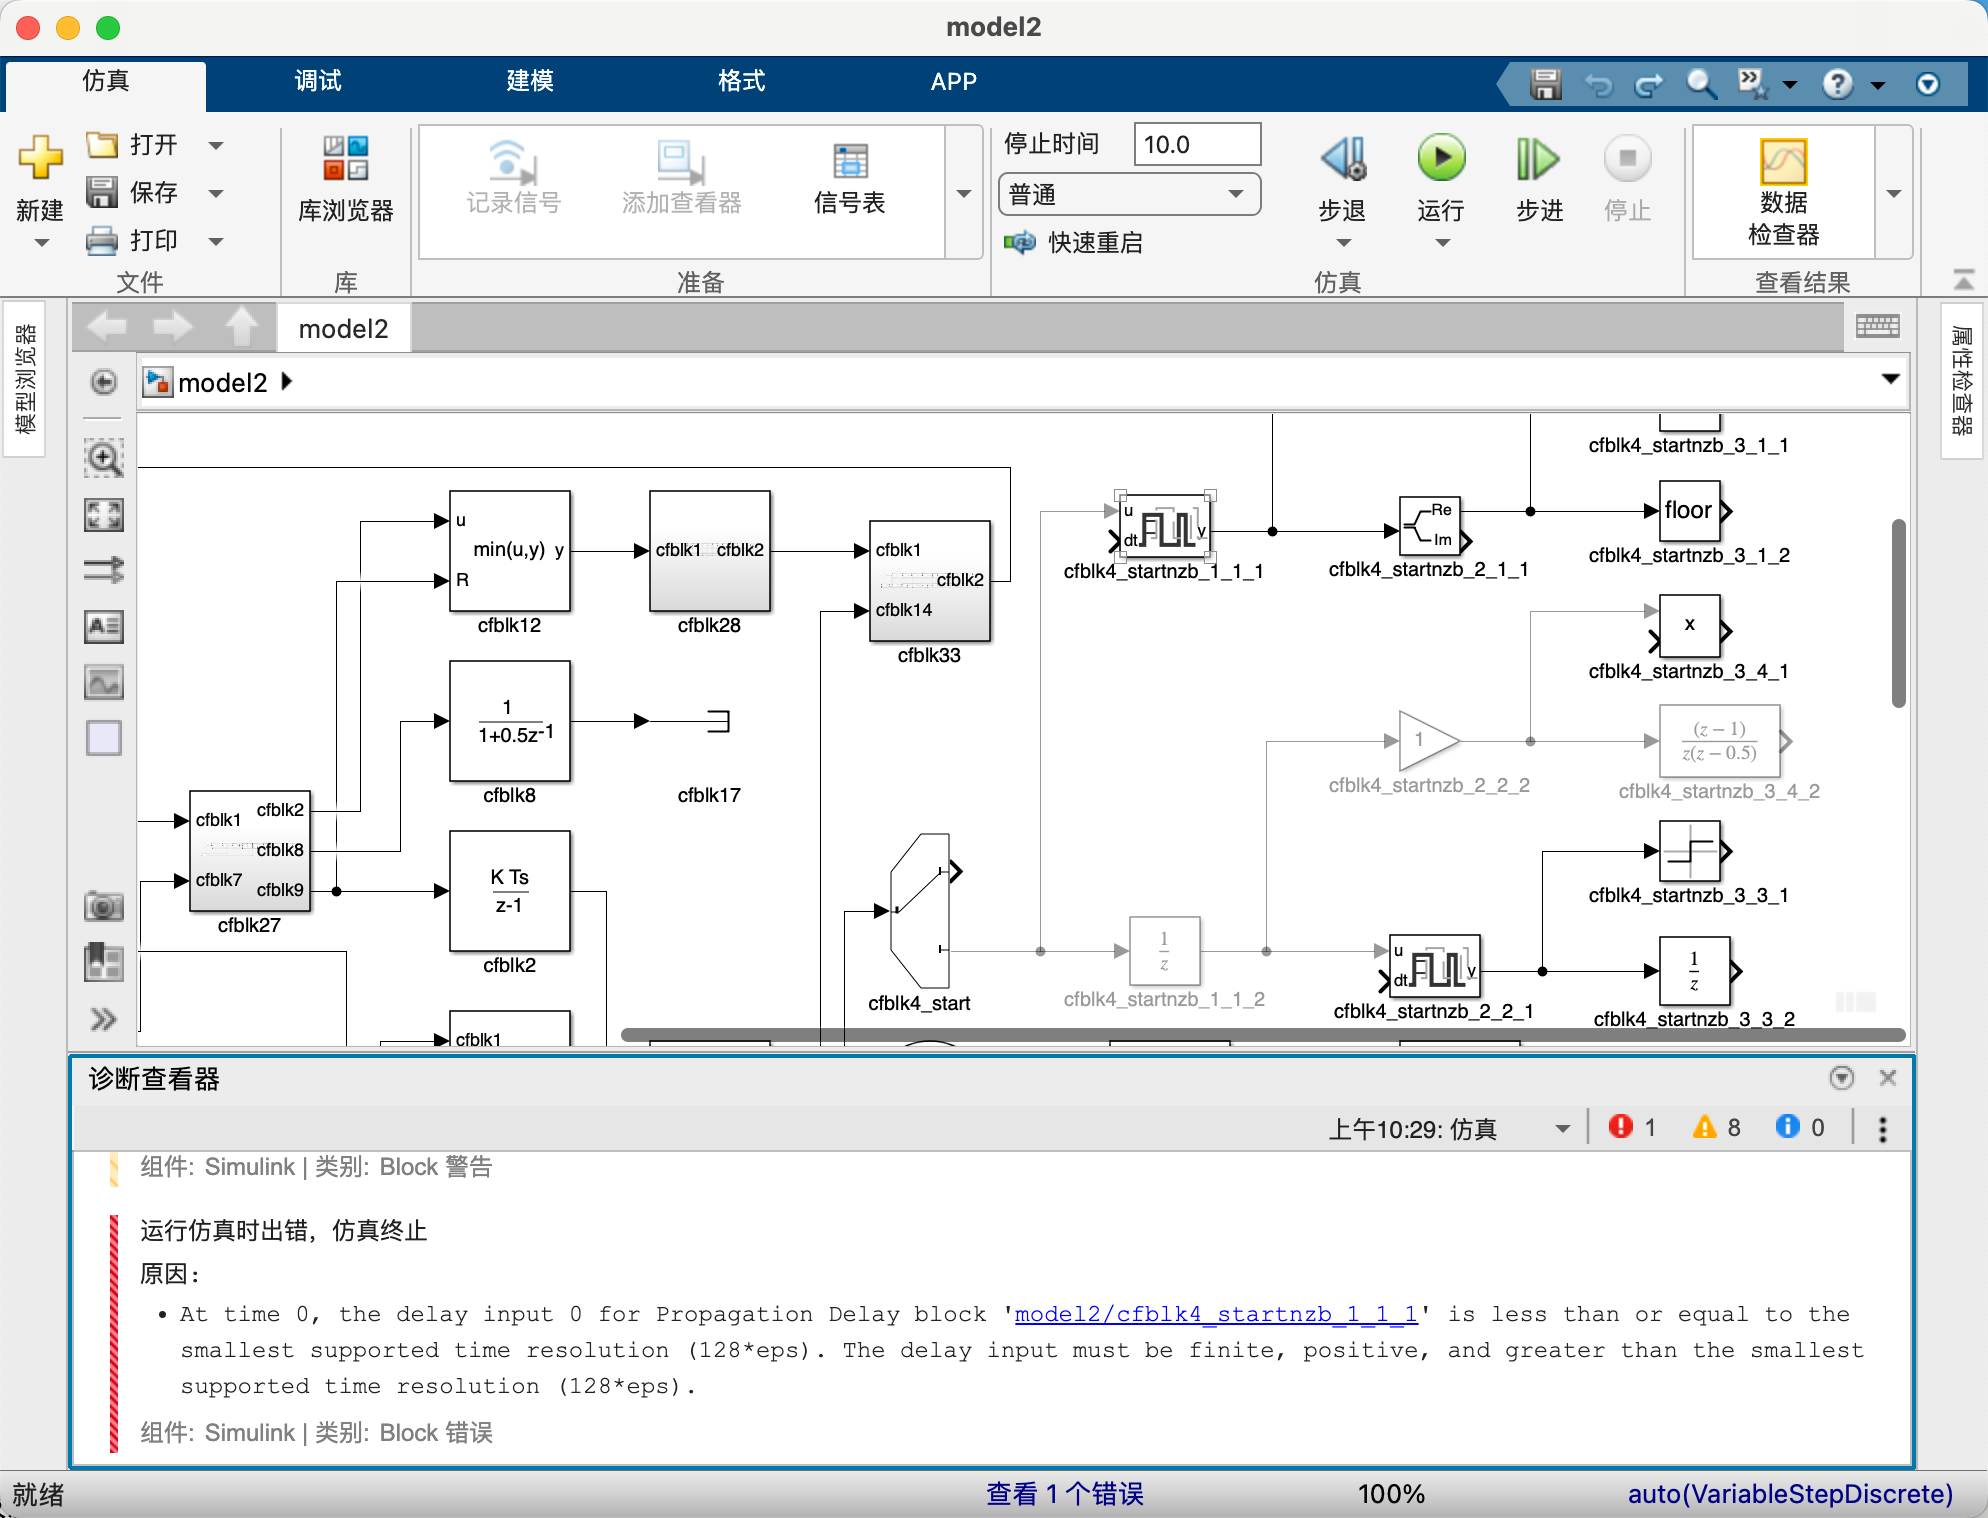 model2
仿真
调试
建模
格式
APP
新建
打开
保存
打印
文件
库浏览器
库
记录信号
添加查看器
信号表
准备
停止时间
10.0
普通
快速重启
步退
运行
步进
停止
仿真
数据
检查器
查看结果
模型浏览器
属性检查器
model2
model2
u
R
min(u,y)
y
cfblk12
cfblk1
cfblk2
cfblk28
cfblk1
cfblk2
cfblk14
cfblk33
1
1+0.5z-1
cfblk8
cfblk17
cfblk1
cfblk7
cfblk2
cfblk8
cfblk9
cfblk27
K Ts
z-1
cfblk2
cfblk1
cfblk4_start
u
dt
y
cfblk4_startnzb_1_1_1
Re
Im
cfblk4_startnzb_2_1_1
cfblk4_startnzb_3_1_1
floor
cfblk4_startnzb_3_1_2
x
cfblk4_startnzb_3_4_1
1
cfblk4_startnzb_2_2_2
(z − 1)
z(z − 0.5)
cfblk4_startnzb_3_4_2
cfblk4_startnzb_3_3_1
1
z
cfblk4_startnzb_1_1_2
u
dt
y
cfblk4_startnzb_2_2_1
1
z
cfblk4_startnzb_3_3_2
诊断查看器
上午10:29: 仿真
1
8
0
组件: Simulink | 类别: Block 警告
运行仿真时出错，仿真终止
原因:
• At time 0, the delay input 0 for Propagation Delay block 'model2/cfblk4_startnzb_1_1_1' is less than or equal to the
smallest supported time resolution (128*eps). The delay input must be finite, positive, and greater than the smallest
supported time resolution (128*eps).
组件: Simulink | 类别: Block 错误
就绪
查看 1 个错误
100%
auto(VariableStepDiscrete)